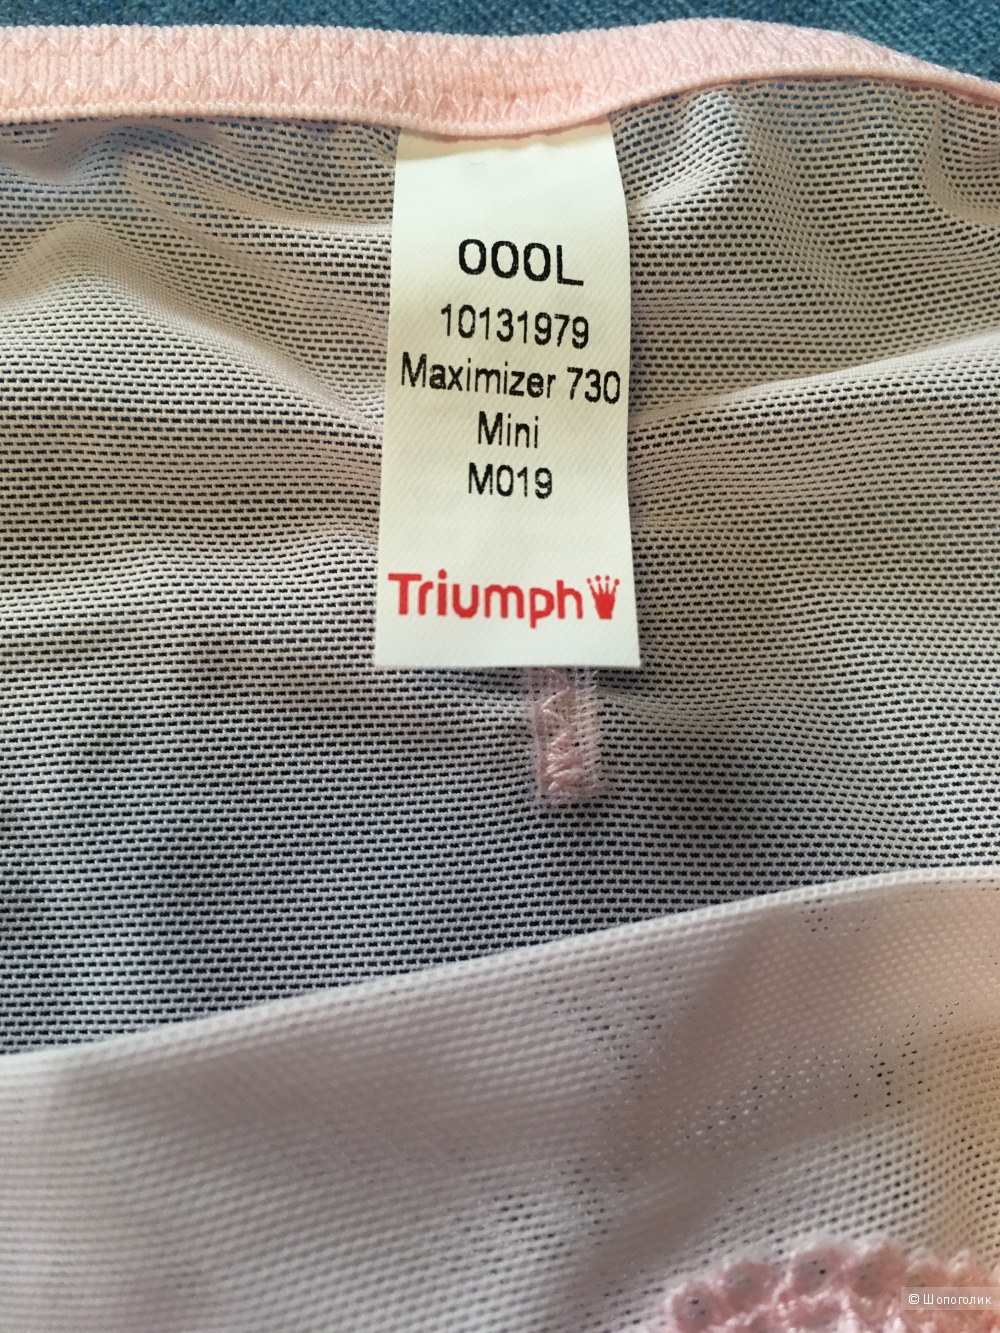 000L
10131979
Maximizer 730
Mini
M019
Triumph
© Шопоголик